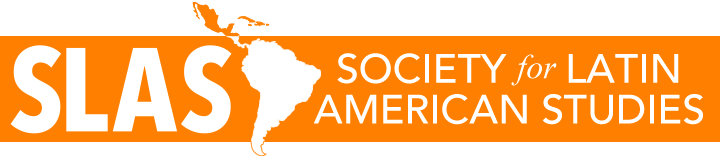 SLAS
SOCIETY for LATIN
AMERICAN STUDIES